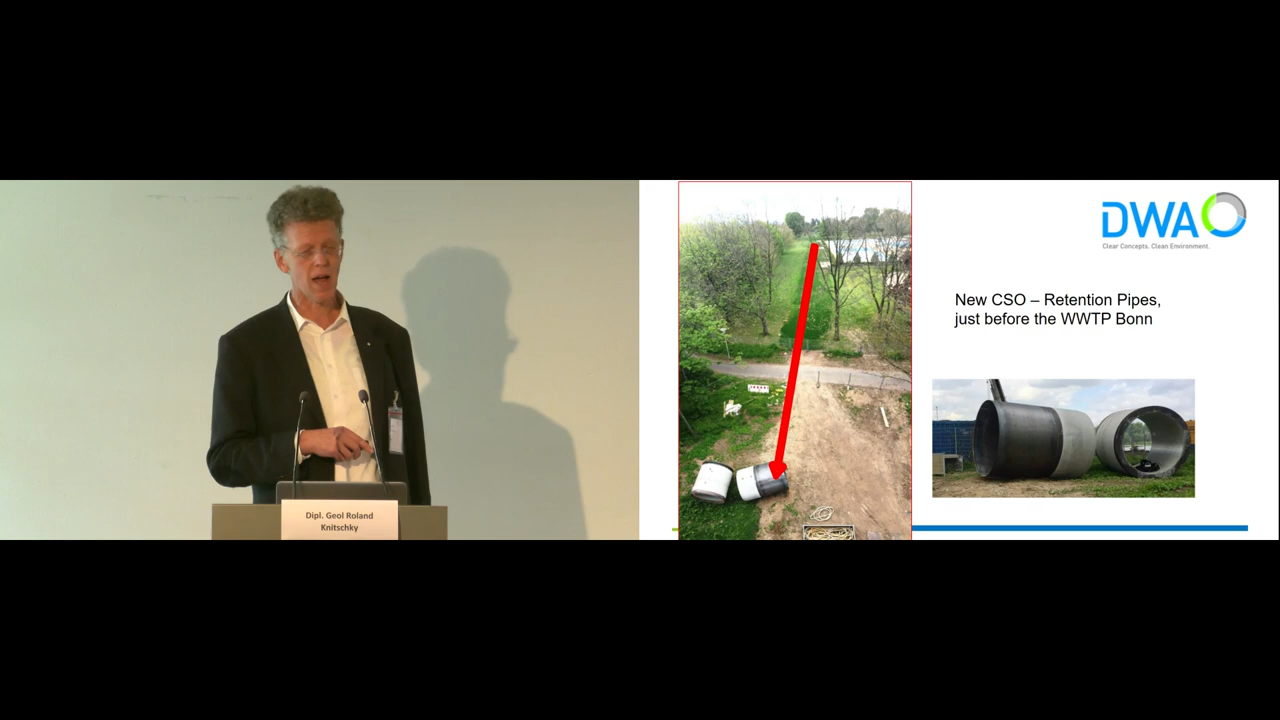 Dipl. Geol Roland
Knitschky
DWA
Clear Concepts. Clean Environment.
New CSO – Retention Pipes,
just before the WWTP Bonn